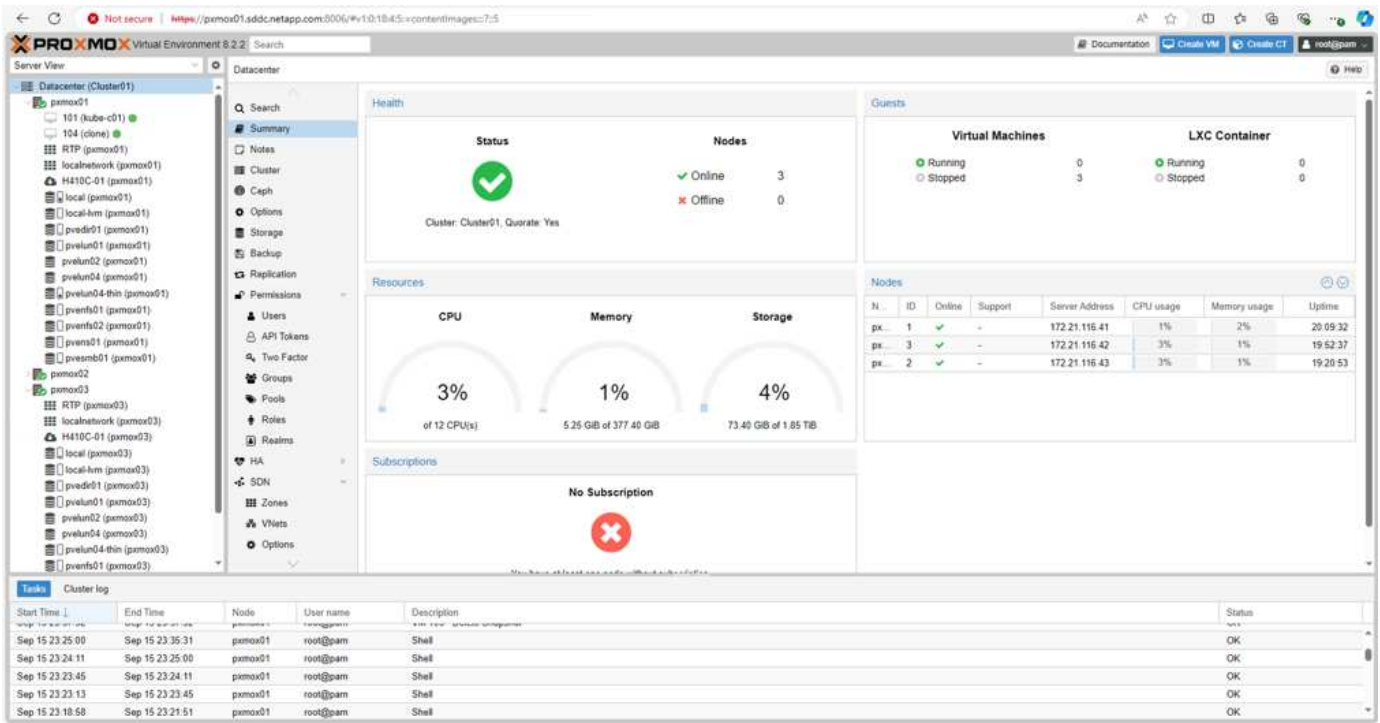 Not secure | https://pxmox01.sddc.netapp.com:8006/#v1:0:18:4:5:=contentImages::7::5
PROXMOX Virtual Environment 8.2.2 Search
Documentation Create VM Create CT root@pam
Server View
Datacenter
Help
Datacenter (Cluster01)
pxmox01
101 (kube-c01)
104 (clone)
RTP (pxmox01)
localnetwork (pxmox01)
H410C-01 (pxmox01)
local (pxmox01)
local-lvm (pxmox01)
pvedir01 (pxmox01)
pvelun01 (pxmox01)
pvelun02 (pxmox01)
pvelun04 (pxmox01)
pvelun04-thin (pxmox01)
pvenfs01 (pxmox01)
pvenfs02 (pxmox01)
pvens01 (pxmox01)
pvesmb01 (pxmox01)
pxmox02
pxmox03
RTP (pxmox03)
localnetwork (pxmox03)
H410C-01 (pxmox03)
local (pxmox03)
local-lvm (pxmox03)
pvedir01 (pxmox03)
pvelun01 (pxmox03)
pvelun02 (pxmox03)
pvelun04 (pxmox03)
pvelun04-thin (pxmox03)
pvenfs01 (pxmox03)
Search
Summary
Notes
Cluster
Ceph
Options
Storage
Backup
Replication
Permissions
Users
API Tokens
Two Factor
Groups
Pools
Roles
Realms
HA
SDN
Zones
VNets
Options
Health
Status
Cluster: Cluster01, Quorate: Yes
Nodes
Online 3
Offline 0
Guests
Virtual Machines
Running 0
Stopped 3
LXC Container
Running 0
Stopped 0
Resources
CPU Memory Storage
3% 1% 4%
of 12 CPU(s) 5.25 GiB of 377.40 GiB 73.40 GiB of 1.85 TiB
Nodes
N... ID Online Support Server Address CPU usage Memory usage Uptime
px... 1 - 172.21.116.41 1% 2% 20:09:32
px... 3 - 172.21.116.42 3% 1% 19:52:37
px... 2 - 172.21.116.43 3% 1% 19:20:53
Subscriptions
No Subscription
Tasks Cluster log
Start Time End Time Node User name Description Status
Sep 15 23:25:00 Sep 15 23:35:31 pxmox01 root@pam Shell OK
Sep 15 23:24:11 Sep 15 23:25:00 pxmox01 root@pam Shell OK
Sep 15 23:23:45 Sep 15 23:24:11 pxmox01 root@pam Shell OK
Sep 15 23:23:13 Sep 15 23:23:45 pxmox01 root@pam Shell OK
Sep 15 23:18:58 Sep 15 23:21:51 pxmox01 root@pam Shell OK